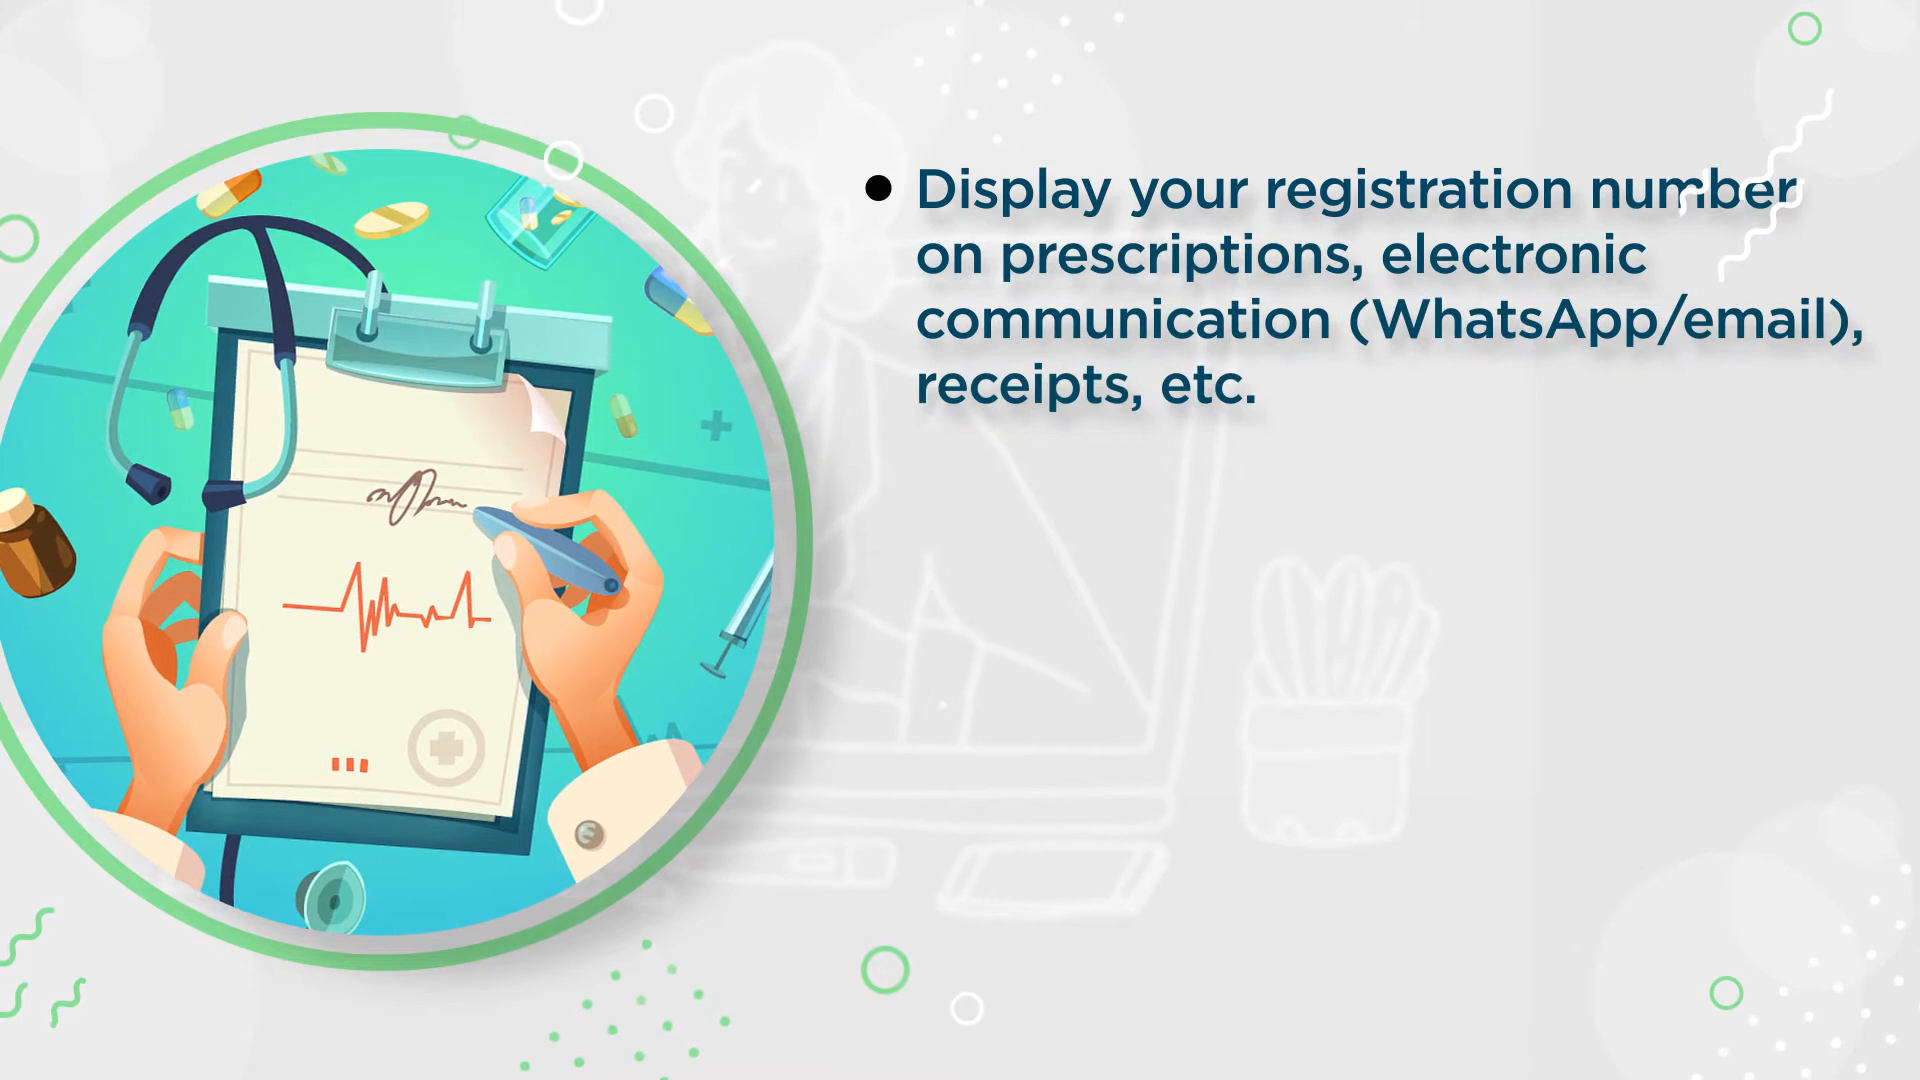 • Display your registration number
on prescriptions, electronic
communication (WhatsApp/email),
receipts, etc.